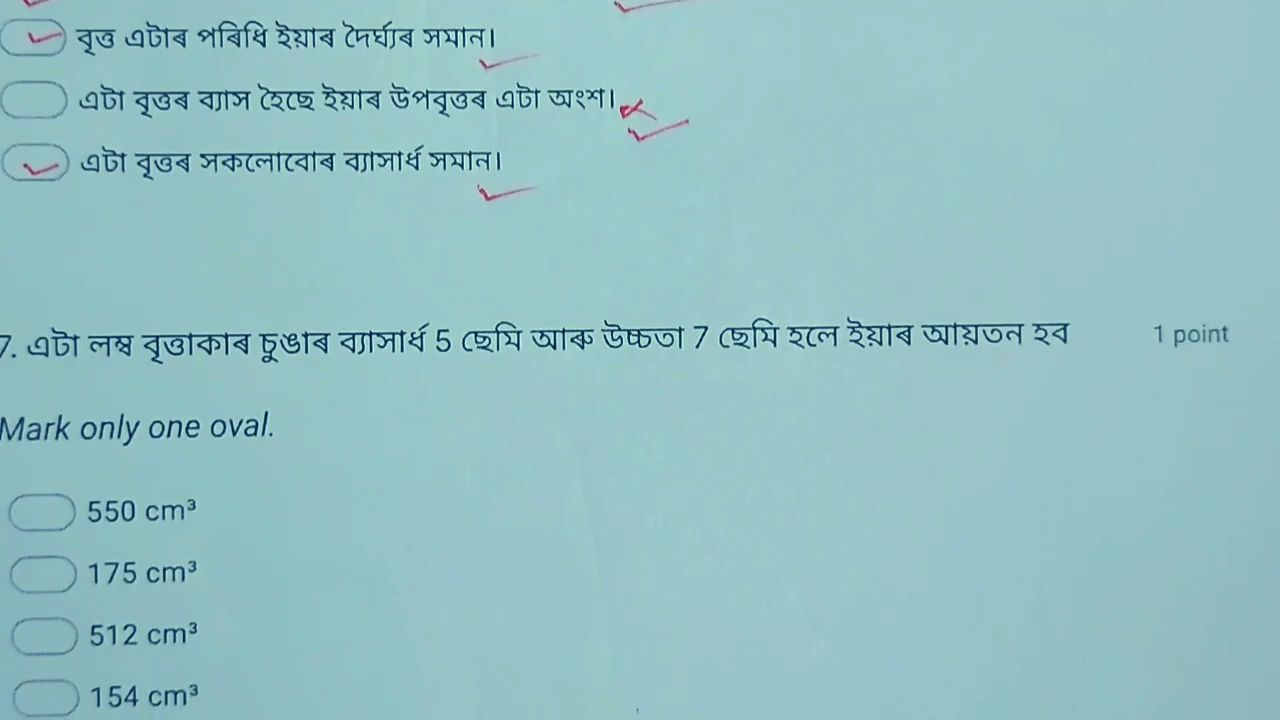 বৃত্ত এটাৰ পৰিধি ইয়াৰ দৈৰ্ঘ্যৰ সমান।
এটা বৃত্তৰ ব্যাস হৈছে ইয়াৰ উপবৃত্তৰ এটা অংশ।
এটা বৃত্তৰ সকলোবোৰ ব্যাসাৰ্ধ সমান।
7. এটা লম্ব বৃত্তাকাৰ চুঙাৰ ব্যাসাৰ্ধ 5 ছেমি আৰু উচ্চতা 7 ছেমি হলে ইয়াৰ আয়তন হব 1 point
Mark only one oval.
550 cm³
175 cm³
512 cm³
154 cm³